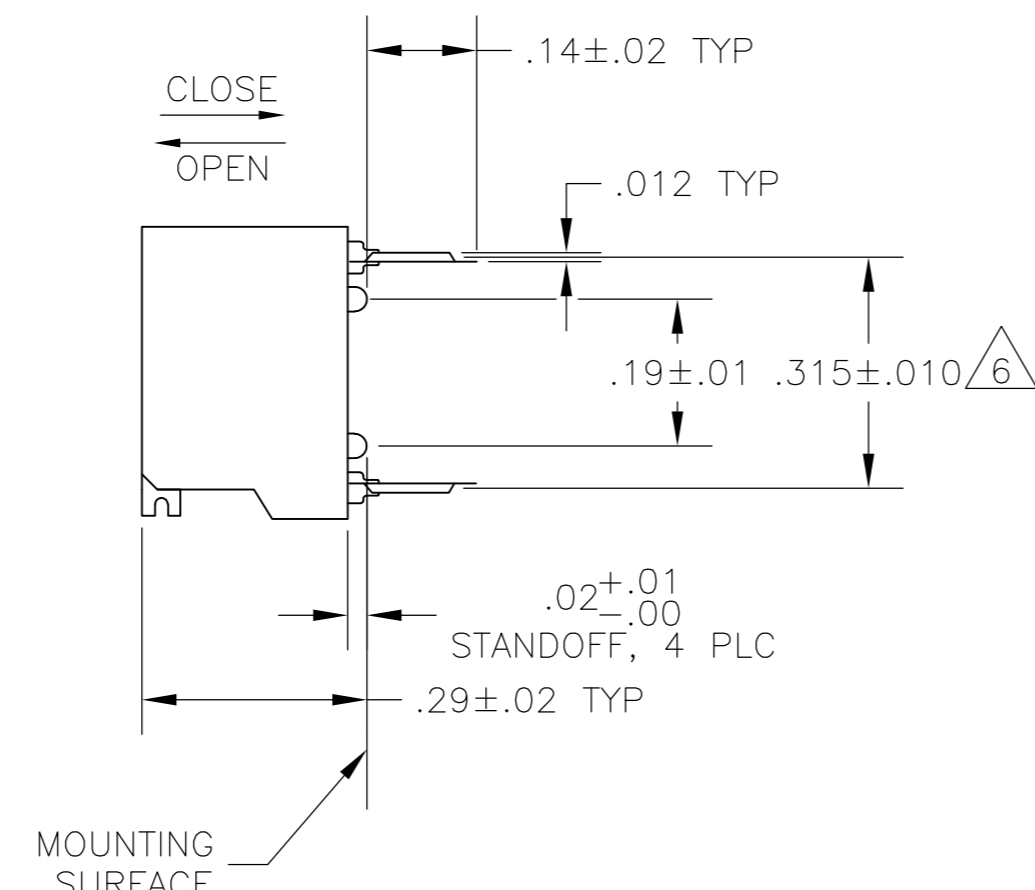 .14±.02 TYP
CLOSE
OPEN
.012 TYP
.19±.01
.315±.010
6
.02+.01
-.00
STANDOFF, 4 PLC
.29±.02 TYP
MOUNTING
SURFACE